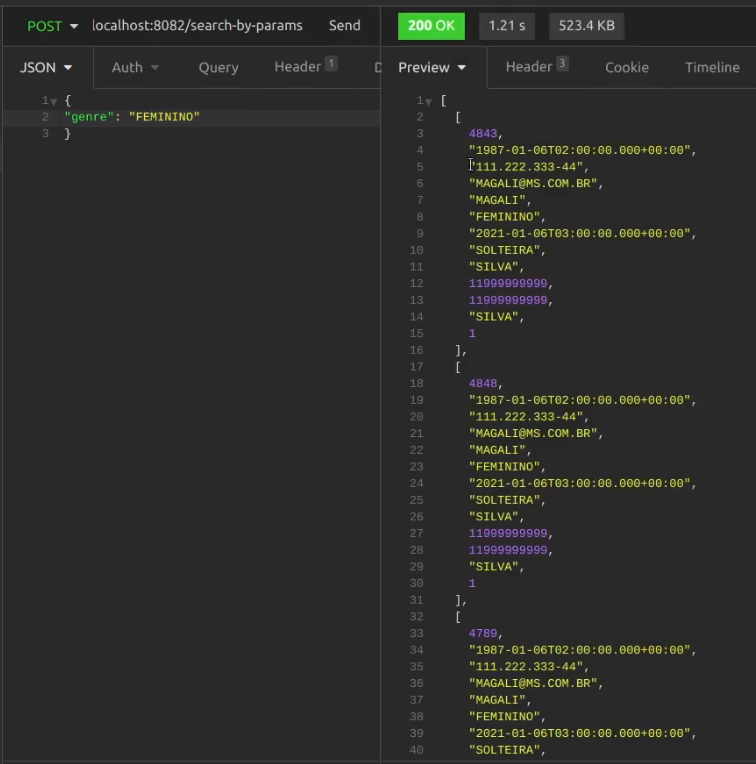 POST localhost:8082/search-by-params Send
200 OK 1.21 s 523.4 KB
JSON Auth Query Header 1 D
Preview Header 3 Cookie Timeline
1 {
2 "genre": "FEMININO"
3 }
1 [
2 [
3 4843,
4 "1987-01-06T02:00:00.000+00:00",
5 "111.222.333-44",
6 "MAGALI@MS.COM.BR",
7 "MAGALI",
8 "FEMININO",
9 "2021-01-06T03:00:00.000+00:00",
10 "SOLTEIRA",
11 "SILVA",
12 11999999999,
13 11999999999,
14 "SILVA",
15 1
16 ],
17 [
18 4848,
19 "1987-01-06T02:00:00.000+00:00",
20 "111.222.333-44",
21 "MAGALI@MS.COM.BR",
22 "MAGALI",
23 "FEMININO",
24 "2021-01-06T03:00:00.000+00:00",
25 "SOLTEIRA",
26 "SILVA",
27 11999999999,
28 11999999999,
29 "SILVA",
30 1
31 ],
32 [
33 4789,
34 "1987-01-06T02:00:00.000+00:00",
35 "111.222.333-44",
36 "MAGALI@MS.COM.BR",
37 "MAGALI",
38 "FEMININO",
39 "2021-01-06T03:00:00.000+00:00",
40 "SOLTEIRA",